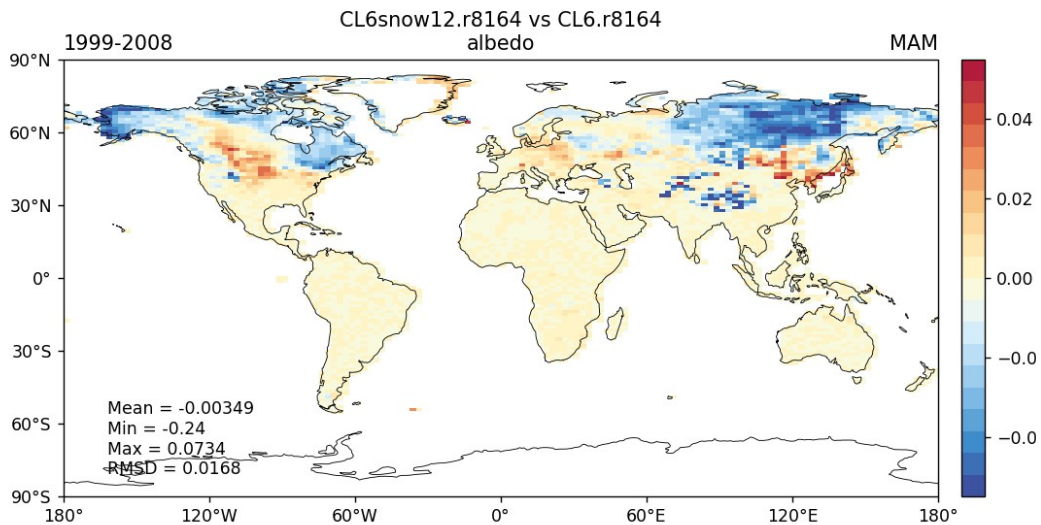 CL6snow12.r8164 vs CL6.r8164
1999-2008 albedo MAM
90°N
60°N
30°N
0°
30°S
60°S
90°S
Mean = -0.00349
Min = -0.24
Max = 0.0734
RMSD = 0.0168
180° 120°W 60°W 0° 60°E 120°E 180°
0.04
0.02
0.00
−0.0
−0.0